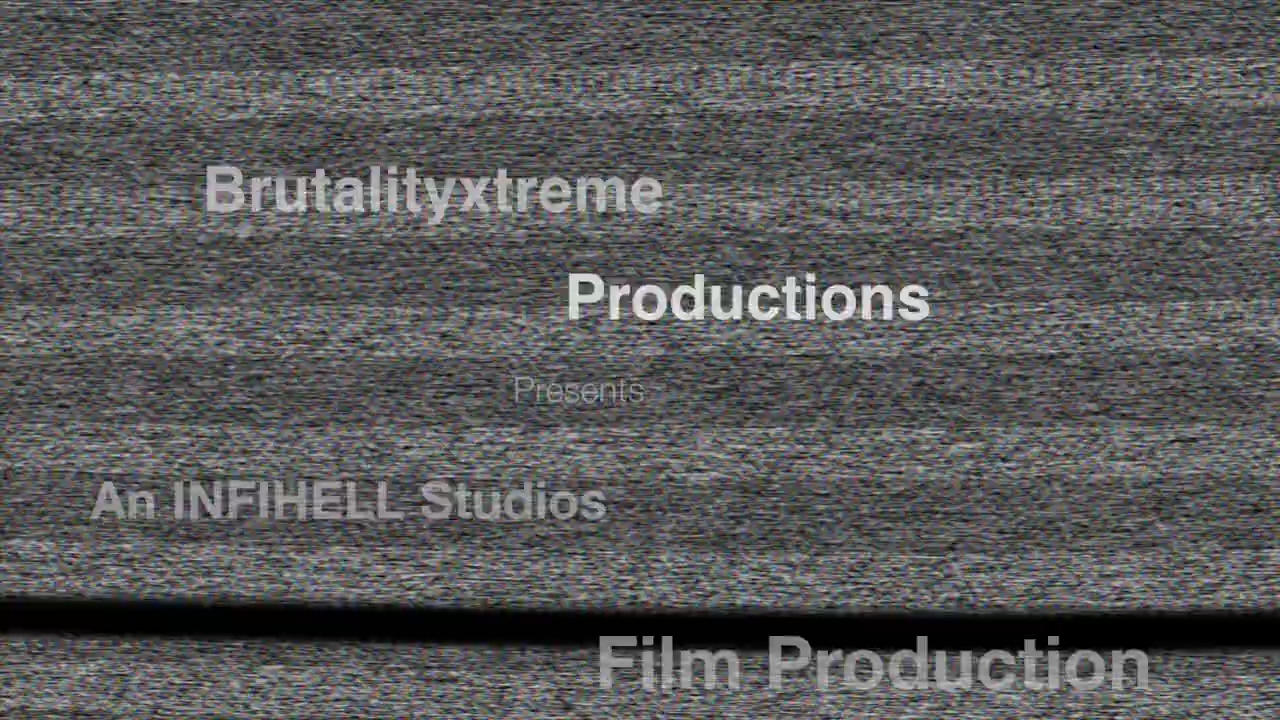 Brutalityxtreme
Productions
Presents
An INFIHELL Studios
Film Production